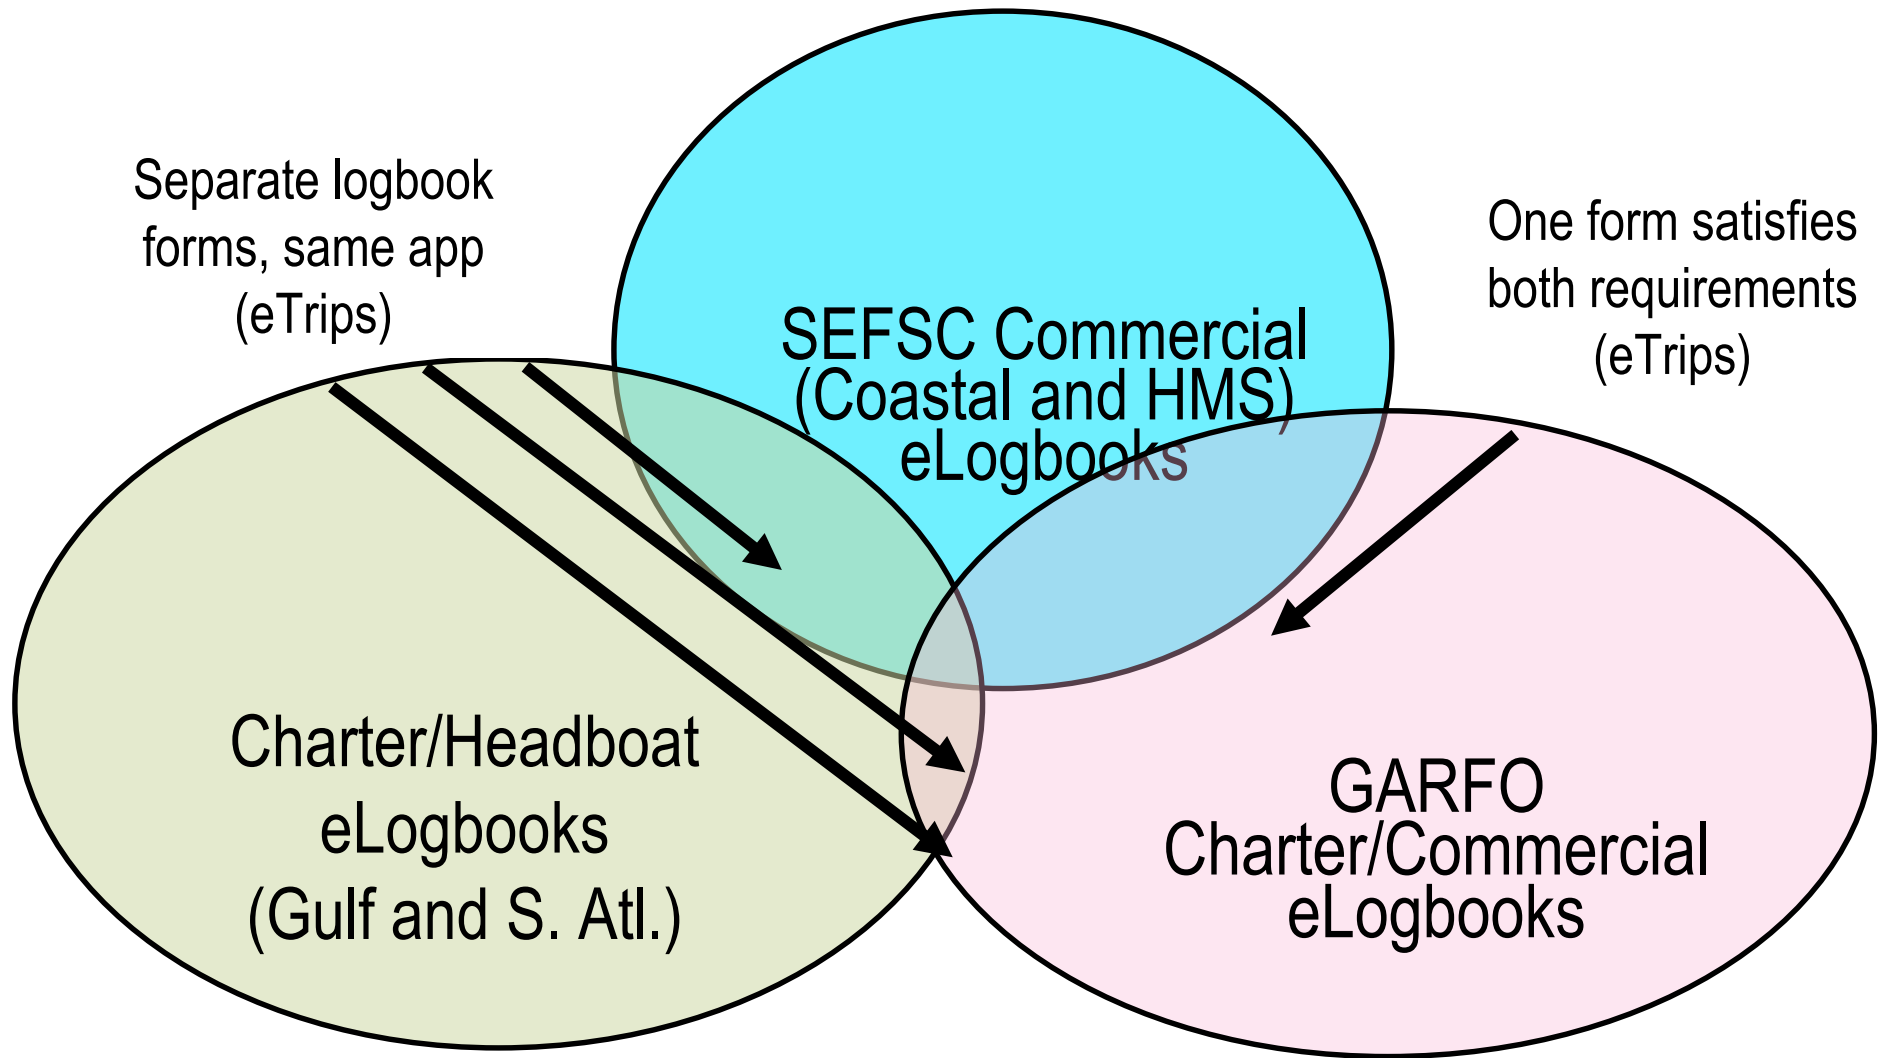 Separate logbook
forms, same app
(eTrips)
One form satisfies
both requirements
(eTrips)
SEFSC Commercial
(Coastal and HMS)
eLogbooks
Charter/Headboat
eLogbooks
(Gulf and S. Atl.)
GARFO
Charter/Commercial
eLogbooks